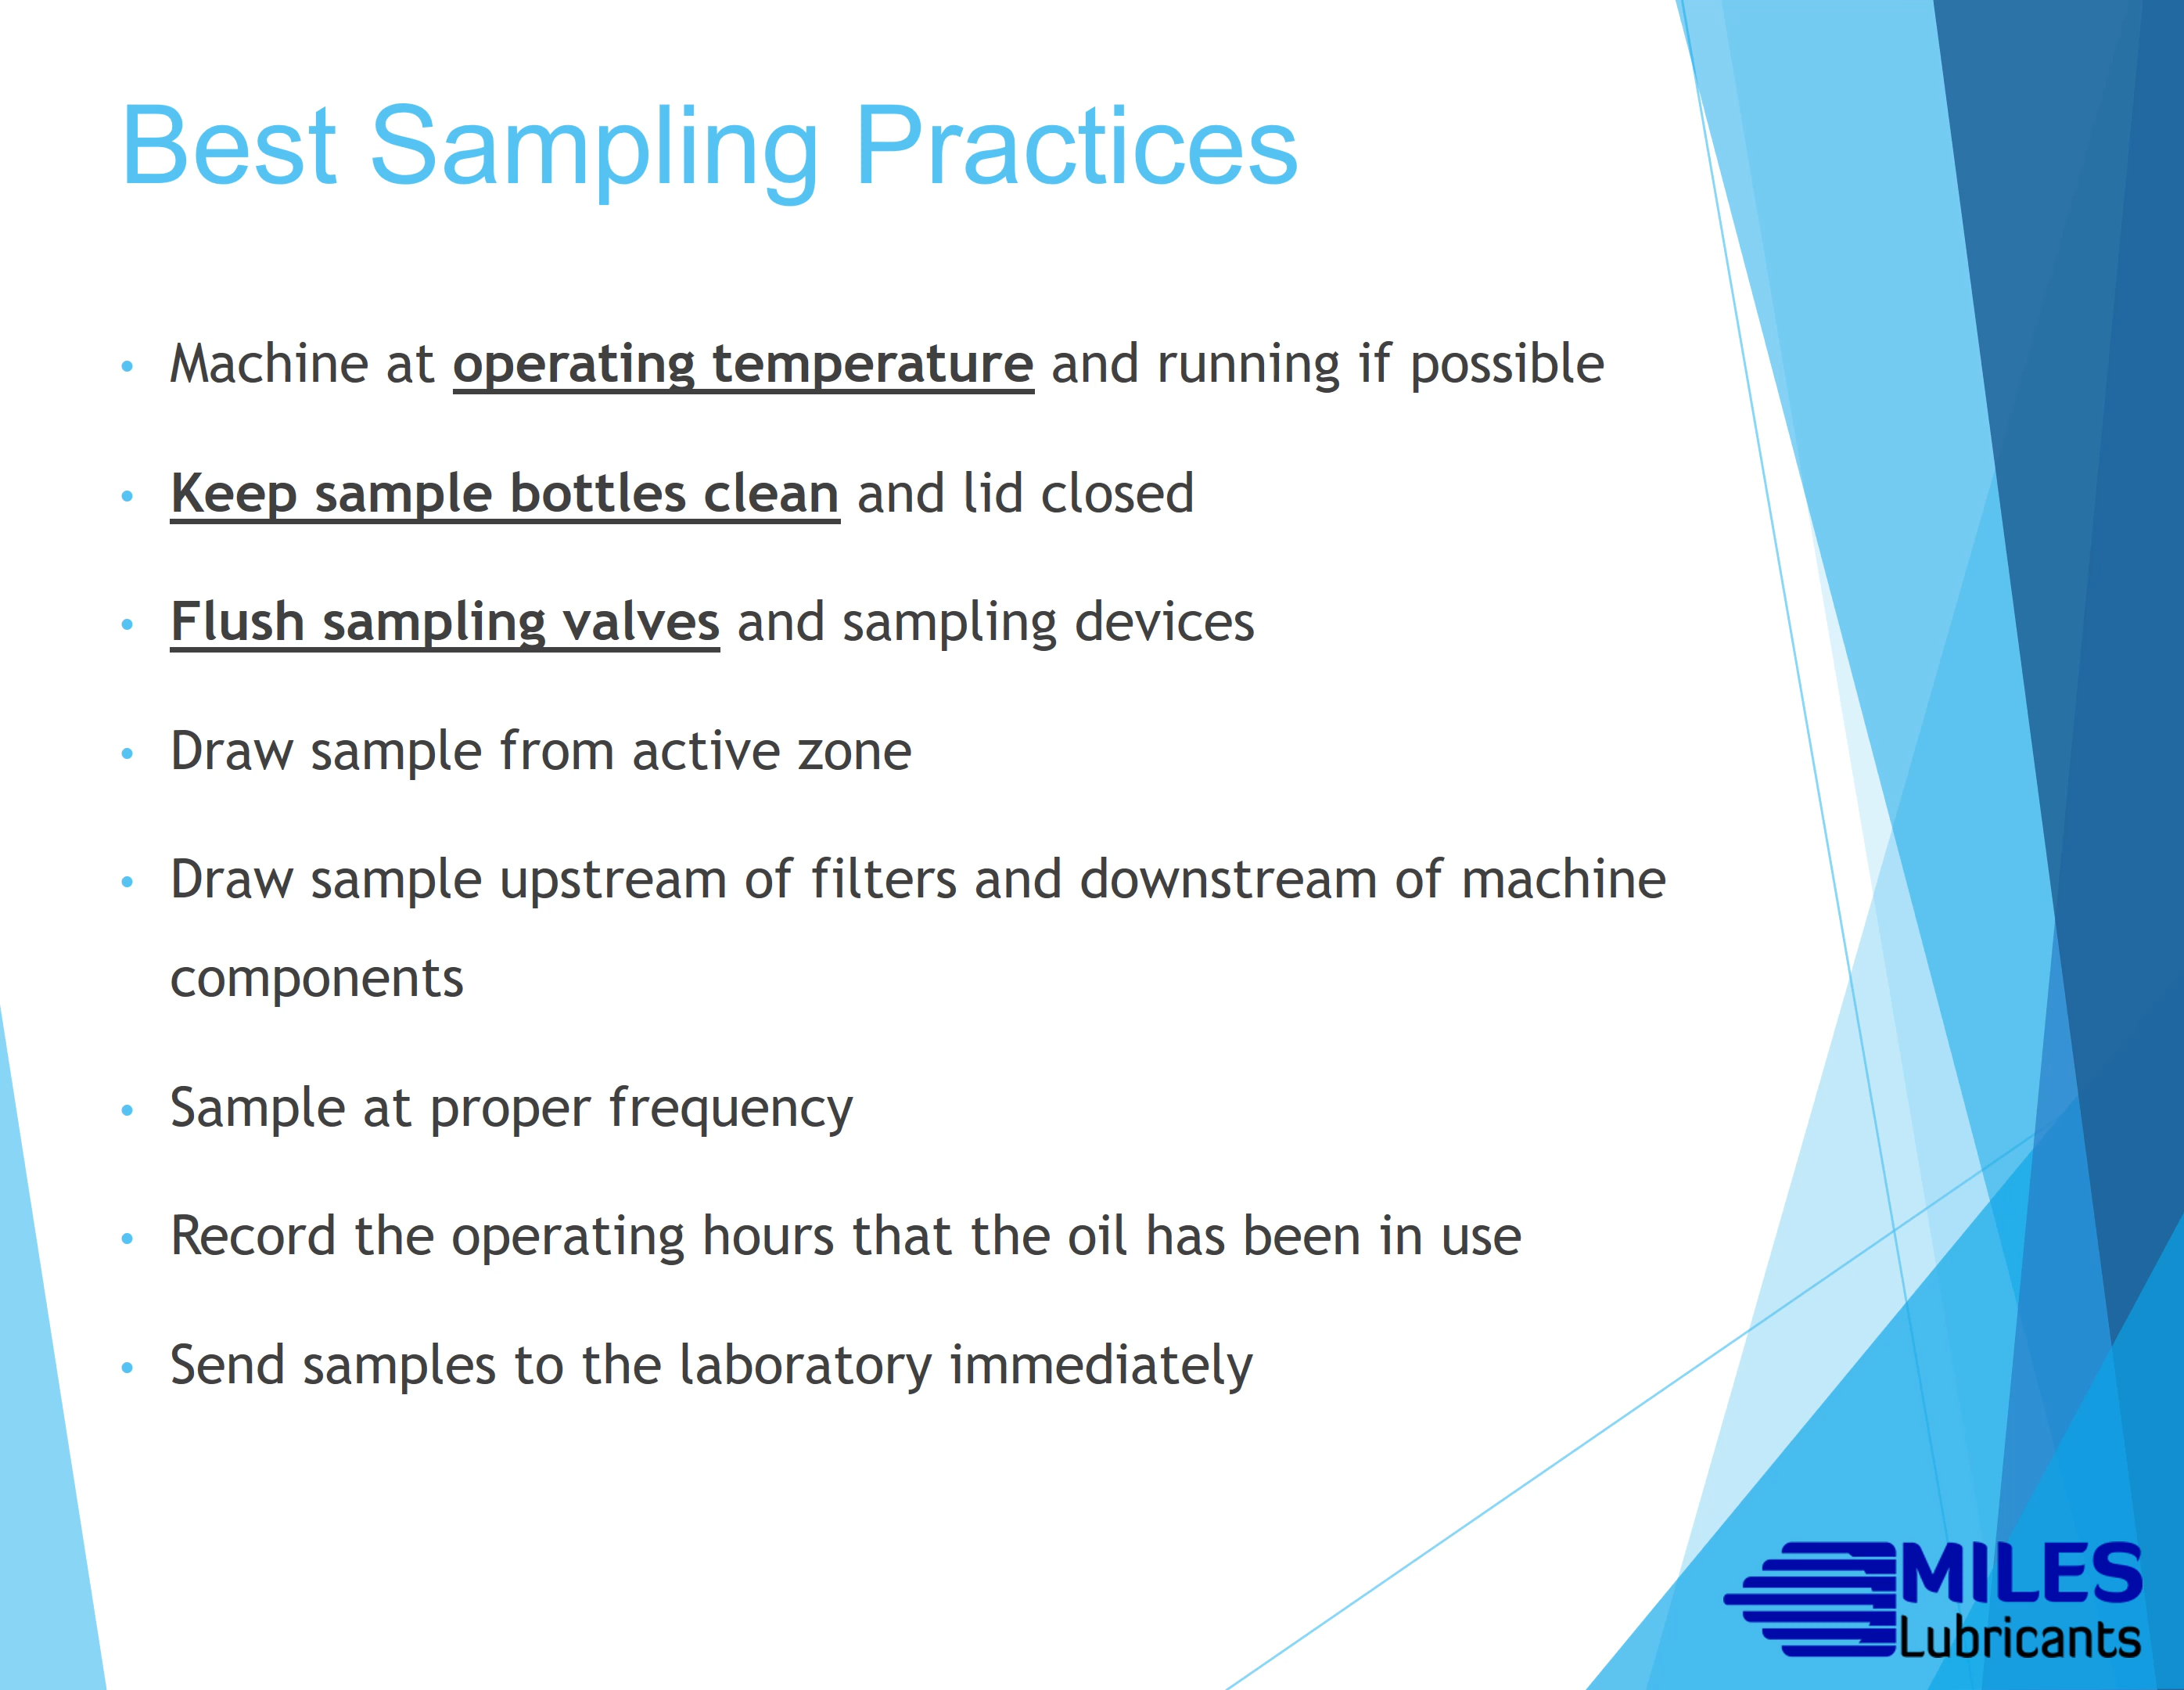 Best Sampling Practices
• Machine at operating temperature and running if possible
• Keep sample bottles clean and lid closed
• Flush sampling valves and sampling devices
• Draw sample from active zone
• Draw sample upstream of filters and downstream of machine
components
• Sample at proper frequency
• Record the operating hours that the oil has been in use
• Send samples to the laboratory immediately
MILES
Lubricants